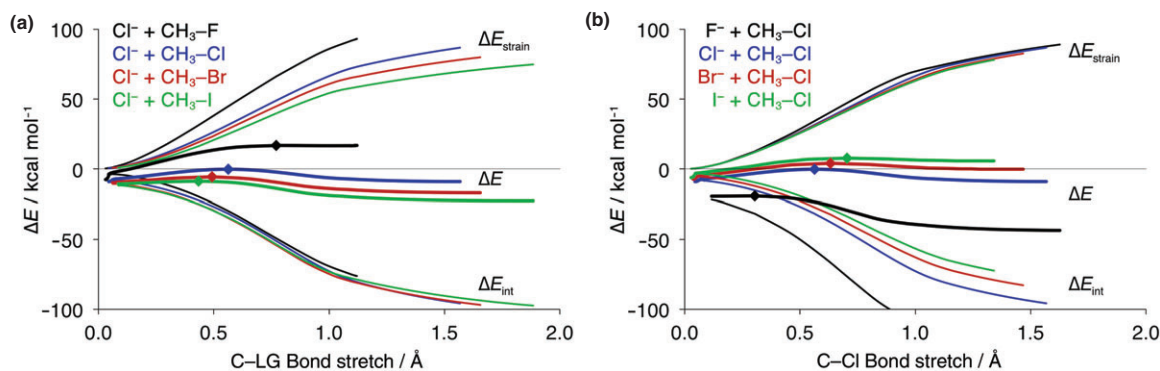 (a)
Cl⁻ + CH₃–F
Cl⁻ + CH₃–Cl
Cl⁻ + CH₃–Br
Cl⁻ + CH₃–I
ΔE_strain
ΔE
ΔE_int
ΔE / kcal mol⁻¹
100
50
0
−50
−100
0.0 0.5 1.0 1.5 2.0
C–LG Bond stretch / Å
(b)
F⁻ + CH₃–Cl
Cl⁻ + CH₃–Cl
Br⁻ + CH₃–Cl
I⁻ + CH₃–Cl
ΔE_strain
ΔE
ΔE_int
ΔE / kcal mol⁻¹
100
50
0
−50
−100
0.0 0.5 1.0 1.5 2.0
C–Cl Bond stretch / Å